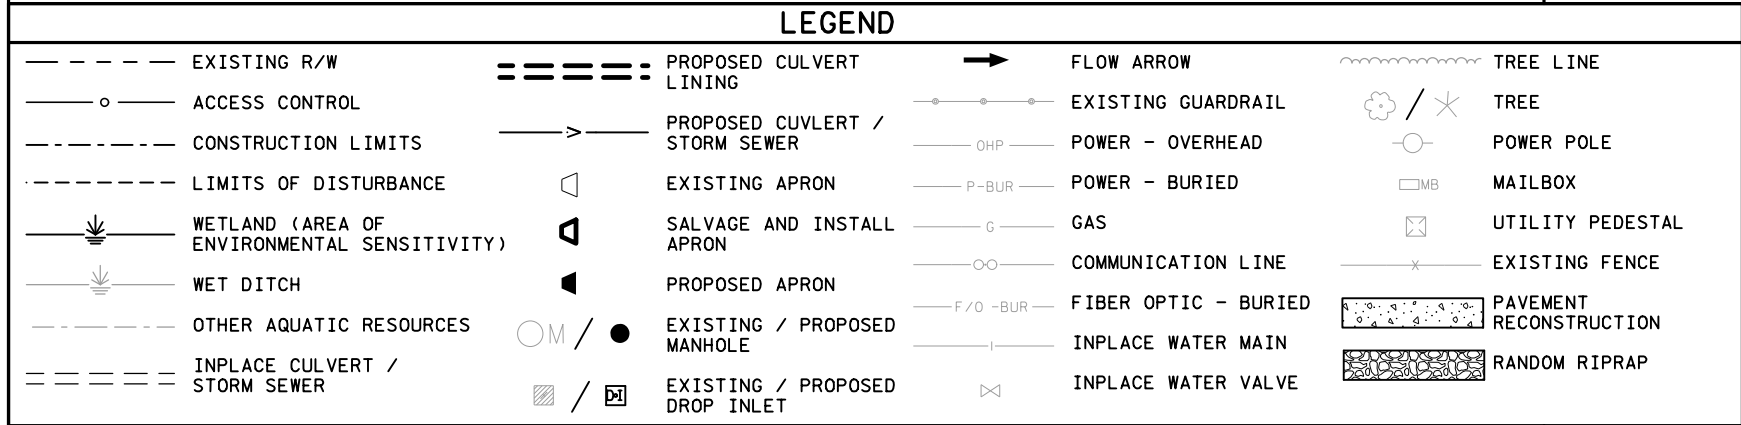 LEGEND
EXISTING R/W
ACCESS CONTROL
CONSTRUCTION LIMITS
LIMITS OF DISTURBANCE
WETLAND (AREA OF
ENVIRONMENTAL SENSITIVITY)
WET DITCH
OTHER AQUATIC RESOURCES
INPLACE CULVERT /
STORM SEWER
PROPOSED CULVERT
LINING
PROPOSED CUVLERT /
STORM SEWER
EXISTING APRON
SALVAGE AND INSTALL
APRON
PROPOSED APRON
M / EXISTING / PROPOSED
MANHOLE
/ D-I EXISTING / PROPOSED
DROP INLET
FLOW ARROW
EXISTING GUARDRAIL
OHP POWER - OVERHEAD
P-BUR POWER - BURIED
G GAS
COMMUNICATION LINE
F/O -BUR FIBER OPTIC - BURIED
I INPLACE WATER MAIN
INPLACE WATER VALVE
TREE LINE
/ TREE
POWER POLE
MB MAILBOX
UTILITY PEDESTAL
X EXISTING FENCE
PAVEMENT
RECONSTRUCTION
RANDOM RIPRAP